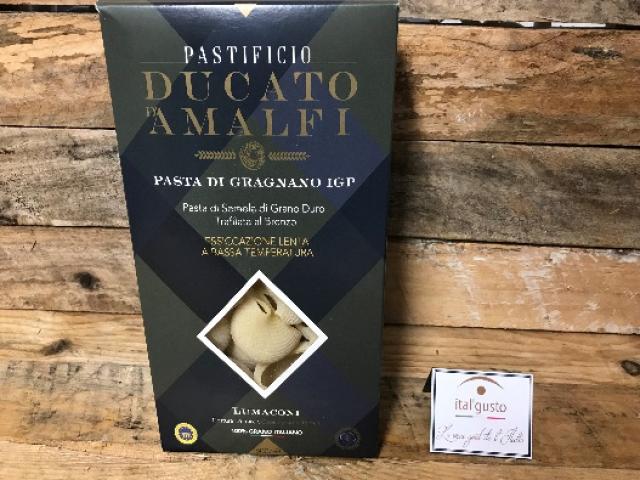 PASTIFICIO
DUCATO
D'AMALFI
PASTA DI GRAGNANO IGP
Pasta di Semola di Grano Duro
Trafilata al Bronzo
ESSICCAZIONE LENTA
A BASSA TEMPERATURA
LUMACONI
100% GRANO ITALIANO
ital'gusto